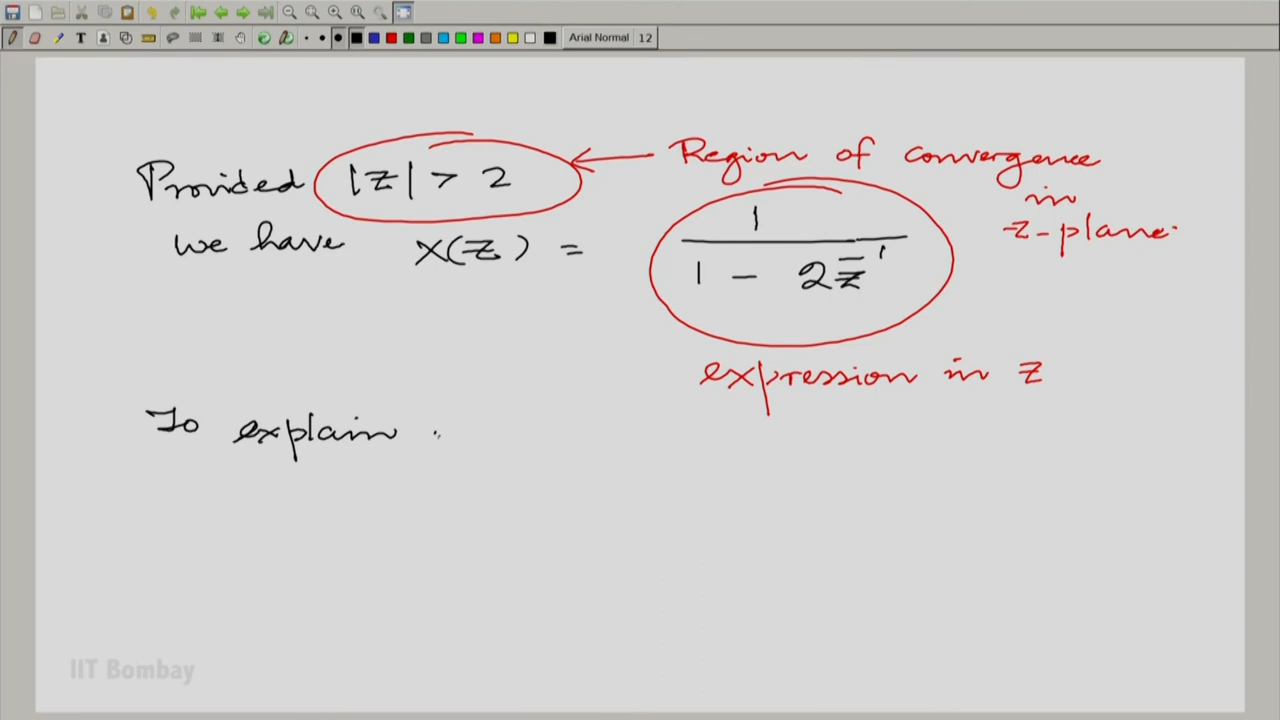 Arial Normal 12
Provided |z| > 2
Region of convergence
in
z-plane.
we have X(z) = 1 / (1 - 2z⁻¹)
expression in z
To explain
IIT Bombay